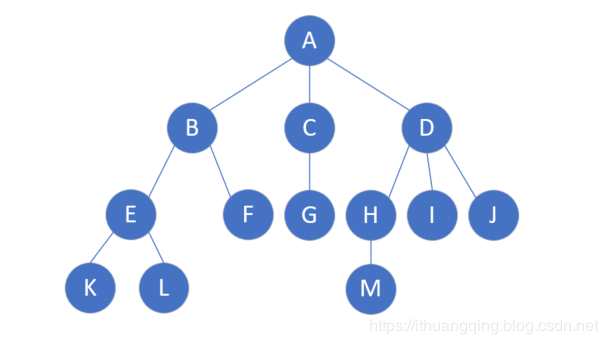 A
B C D
E F G H I J
K L M
https://ithuangqing.blog.csdn.net